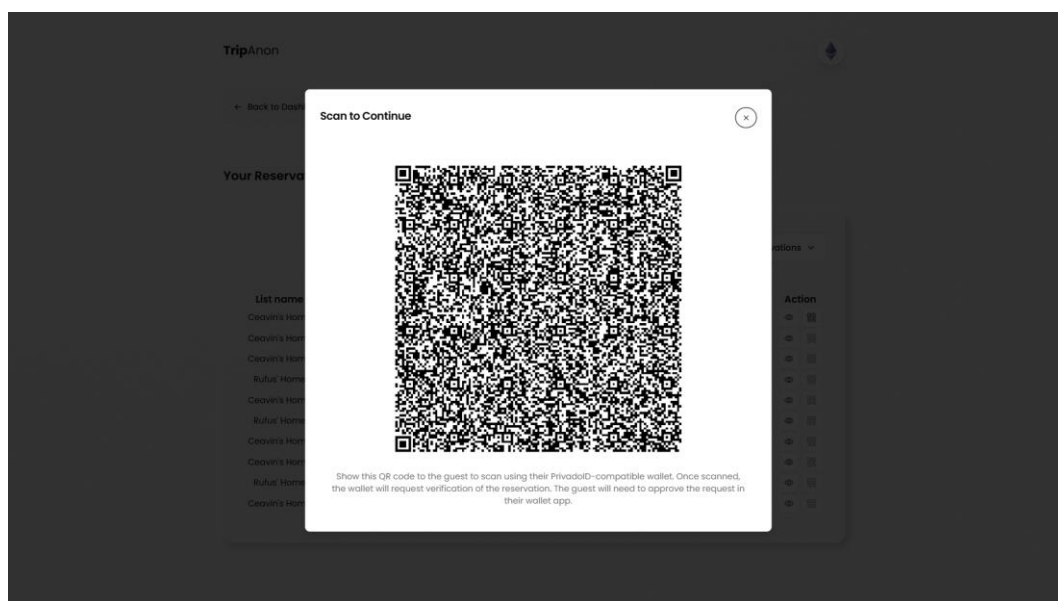 TripAnon
← Back to Dash
Scan to Continue
Your Reserva
ations
List name
Action
Ceavin's Hom
Ceavin's Hom
Ceavin's Hom
Rufus' Home
Ceavin's Hom
Rufus' Home
Ceavin's Hom
Ceavin's Hom
Rufus' Home
Ceavin's Hom
Show this QR code to the guest to scan using their PrivadoID-compatible wallet. Once scanned,
the wallet will request verification of the reservation. The guest will need to approve the request in
their wallet app.